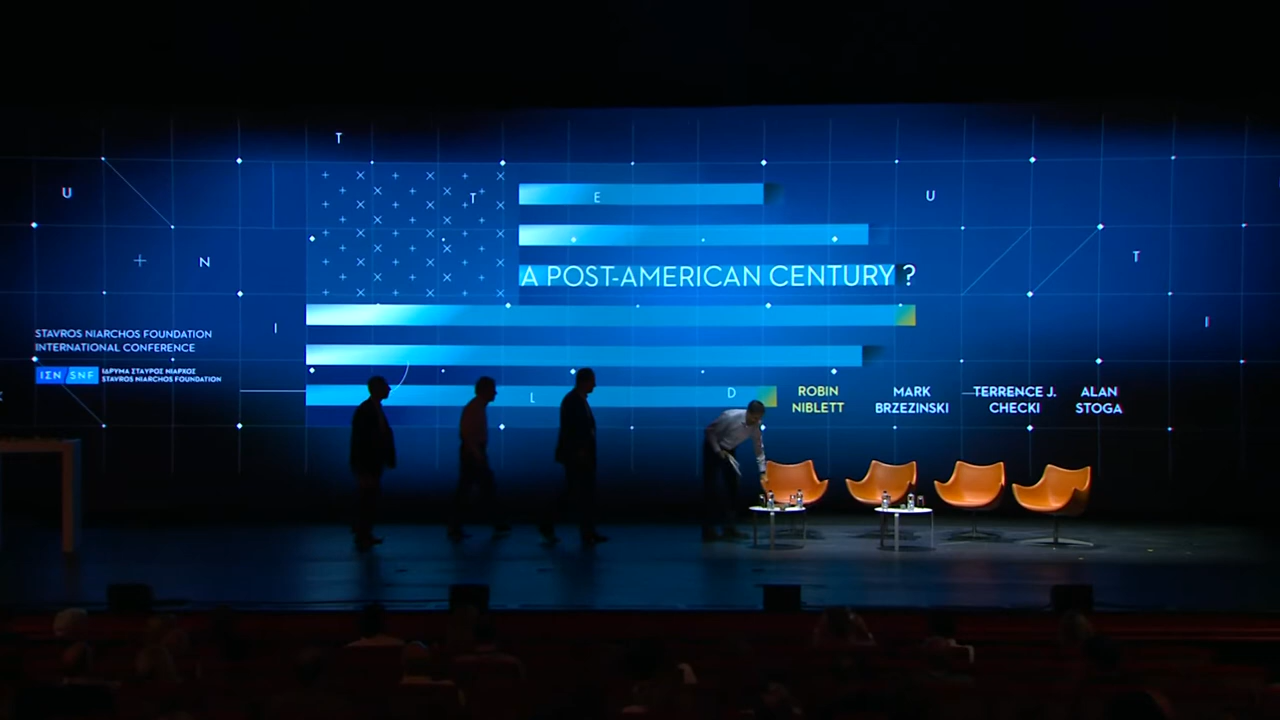 T
U
T
E
U
N
T
A POST-AMERICAN CENTURY ?
I
I
STAVROS NIARCHOS FOUNDATION
INTERNATIONAL CONFERENCE
ΙΣΝ SNF
ΙΔΡΥΜΑ ΣΤΑΥΡΟΣ ΝΙΑΡΧΟΣ
STAVROS NIARCHOS FOUNDATION
L
D
ROBIN
NIBLETT
MARK
BRZEZINSKI
TERRENCE J.
CHECKI
ALAN
STOGA